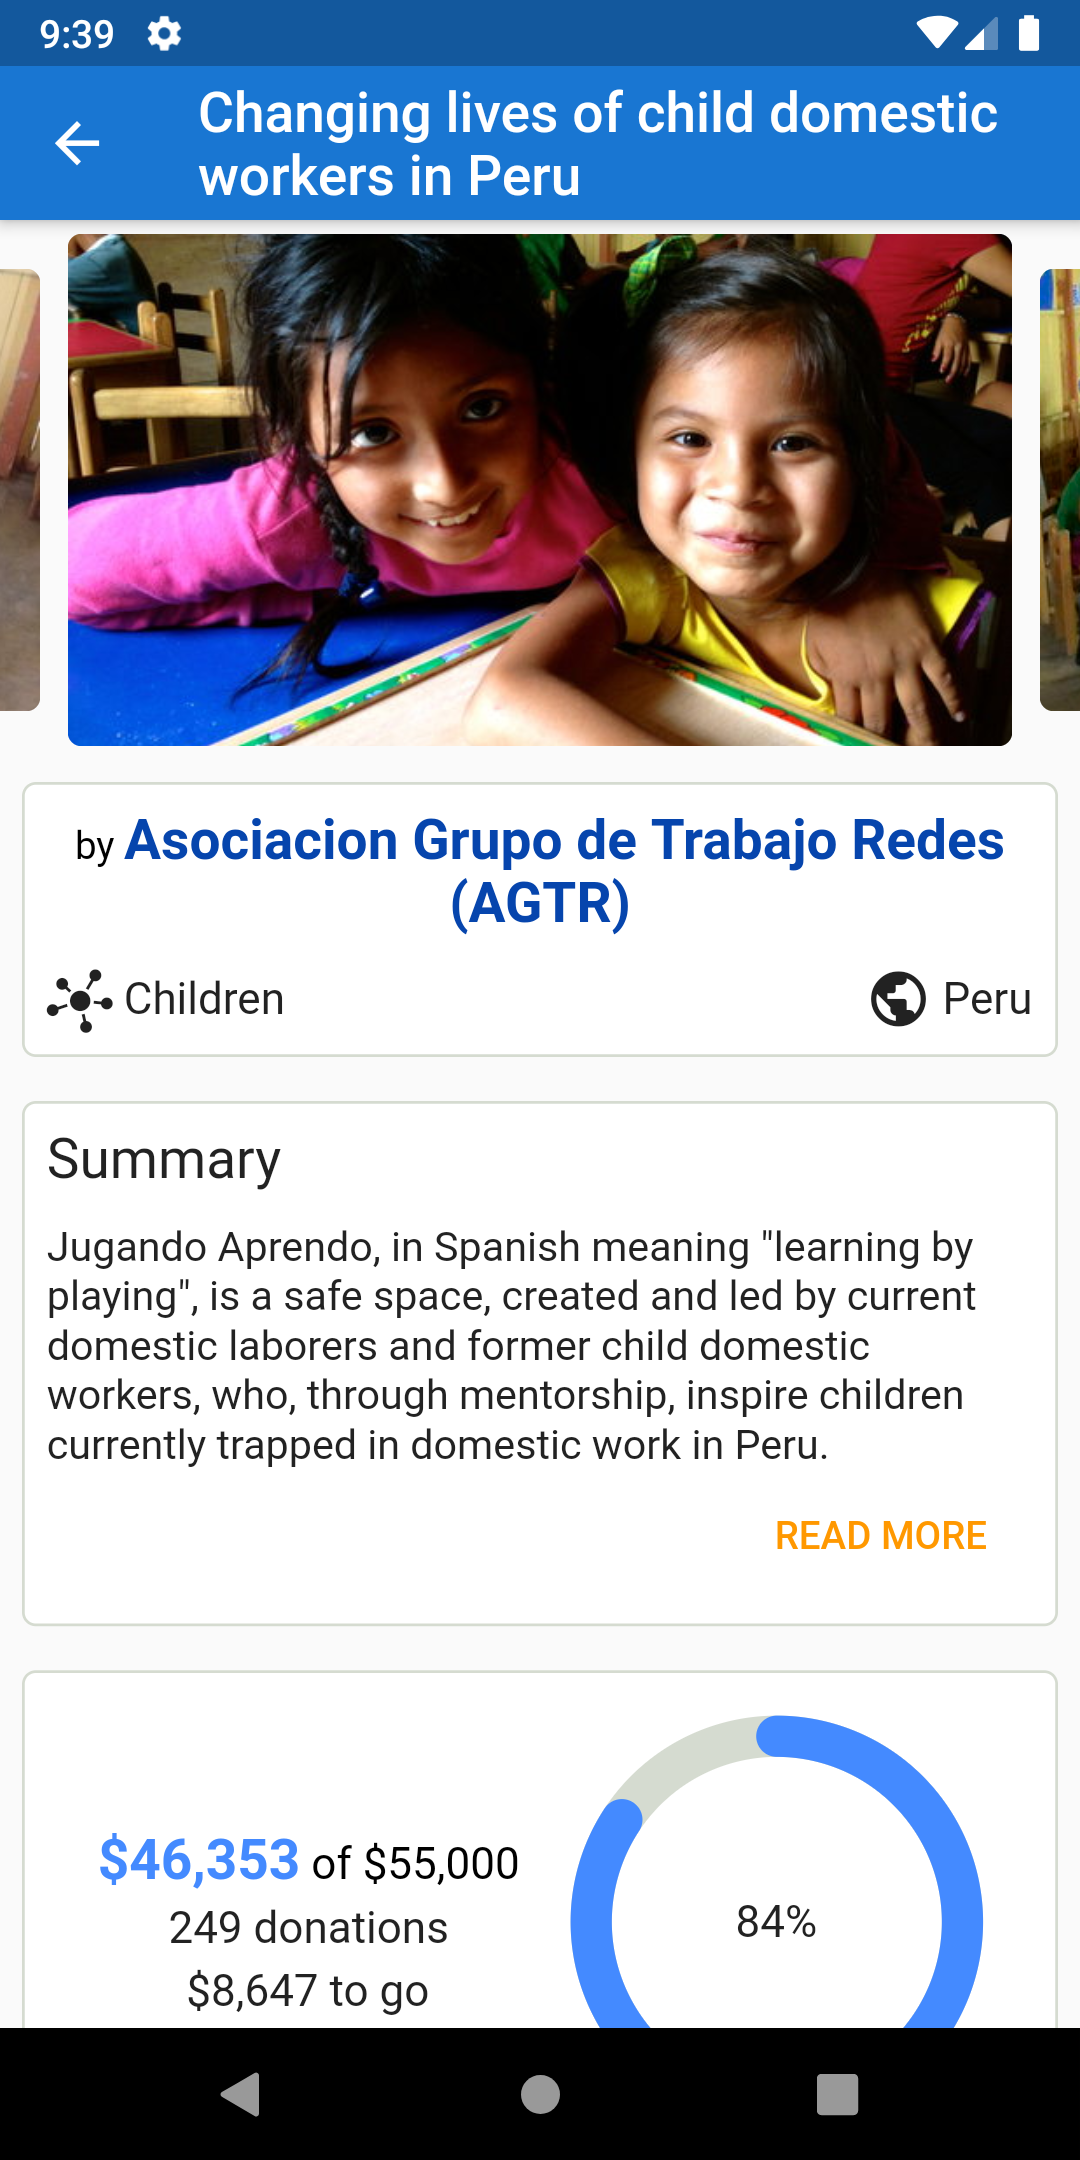 9:39
Changing lives of child domestic
workers in Peru
by Asociacion Grupo de Trabajo Redes
(AGTR)
Children
Peru
Summary
Jugando Aprendo, in Spanish meaning "learning by
playing", is a safe space, created and led by current
domestic laborers and former child domestic
workers, who, through mentorship, inspire children
currently trapped in domestic work in Peru.
READ MORE
$46,353 of $55,000
249 donations
$8,647 to go
84%